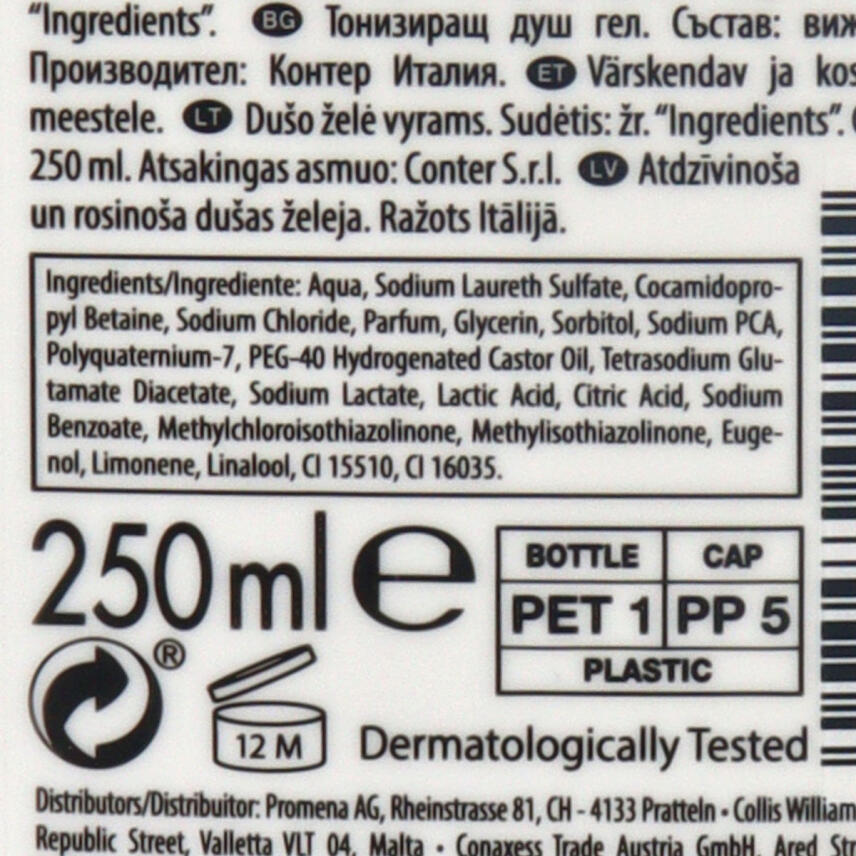 "Ingredients". BG Тонизиращ душ гел. Състав: виж
Производител: Контер Италия. ET Värskendav ja kos
meestele. LT Dušo želė vyrams. Sudėtis: žr. "Ingredients".
250 ml. Atsakingas asmuo: Conter S.r.l. LV Atdzīvinoša
un rosinoša dušas želeja. Ražots Itālijā.
Ingredients/Ingrediente: Aqua, Sodium Laureth Sulfate, Cocamidopro-
pyl Betaine, Sodium Chloride, Parfum, Glycerin, Sorbitol, Sodium PCA,
Polyquaternium-7, PEG-40 Hydrogenated Castor Oil, Tetrasodium Glu-
tamate Diacetate, Sodium Lactate, Lactic Acid, Citric Acid, Sodium
Benzoate, Methylchloroisothiazolinone, Methylisothiazolinone, Euge-
nol, Limonene, Linalool, CI 15510, CI 16035.
250 ml e
BOTTLE CAP
PET 1 PP 5
PLASTIC
®
12 M
Dermatologically Tested
Distributors/Distribuitor: Promena AG, Rheinstrasse 81, CH - 4133 Pratteln • Collis William
Republic Street, Valletta VLT 04, Malta • Conaxess Trade Austria GmbH, Ared Str